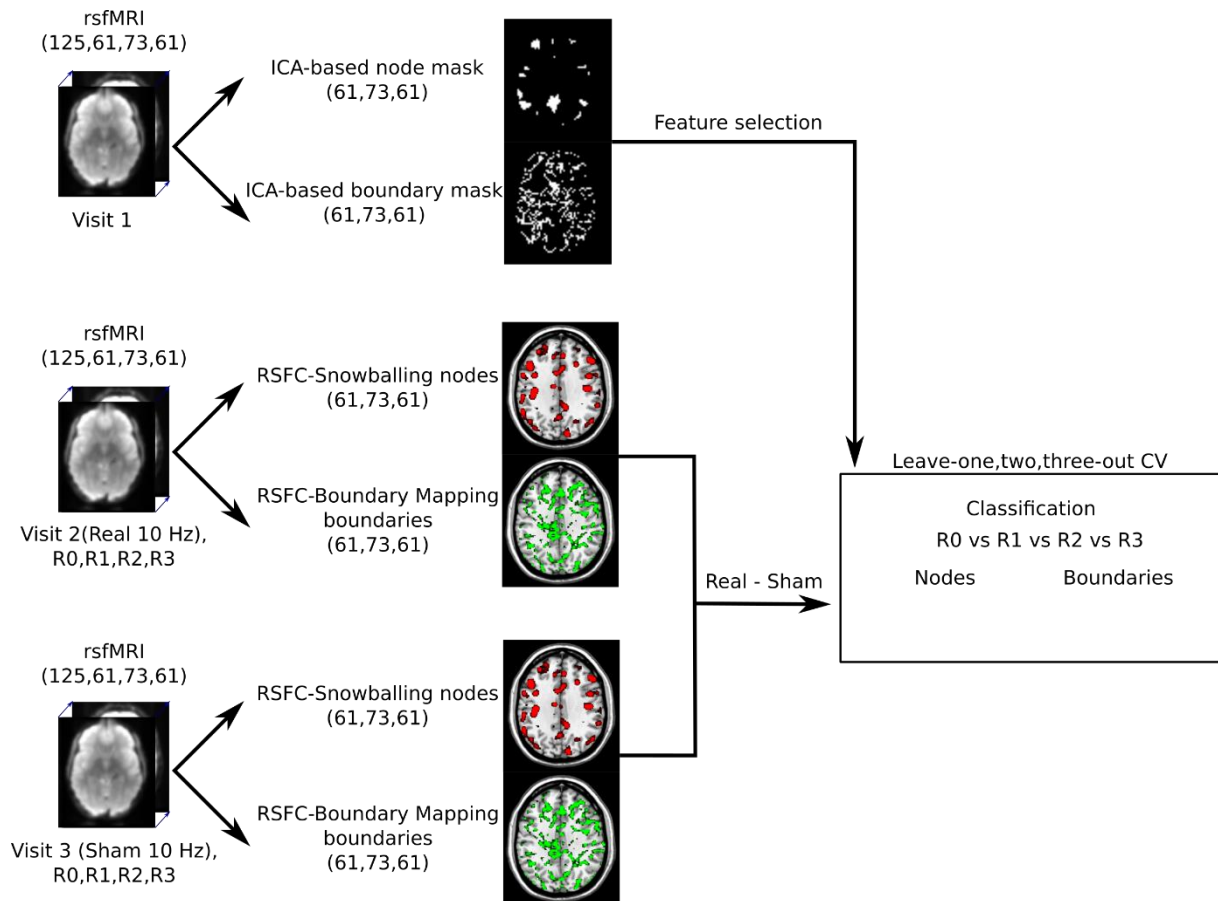 rsfMRI
(125,61,73,61)
Visit 1
ICA-based node mask
(61,73,61)
ICA-based boundary mask
(61,73,61)
Feature selection
rsfMRI
(125,61,73,61)
Visit 2(Real 10 Hz),
R0,R1,R2,R3
RSFC-Snowballing nodes
(61,73,61)
RSFC-Boundary Mapping
boundaries
(61,73,61)
rsfMRI
(125,61,73,61)
Visit 3 (Sham 10 Hz),
R0,R1,R2,R3
RSFC-Snowballing nodes
(61,73,61)
RSFC-Boundary Mapping
boundaries
(61,73,61)
Real - Sham
Leave-one,two,three-out CV
Classification
R0 vs R1 vs R2 vs R3
Nodes Boundaries